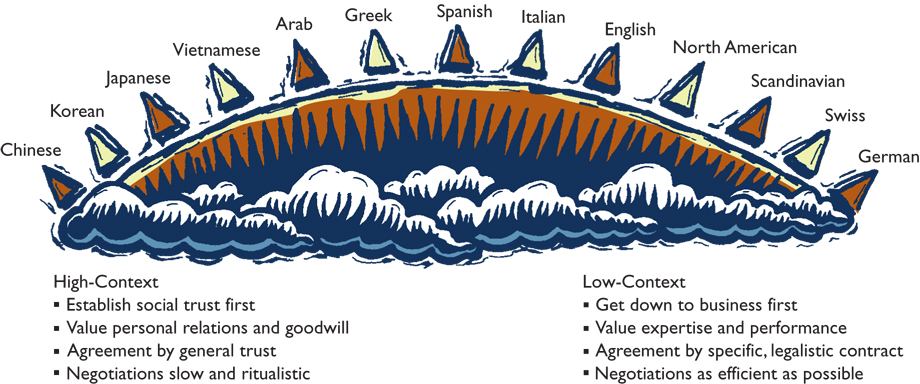 Chinese
Korean
Japanese
Vietnamese
Arab
Greek
Spanish
Italian
English
North American
Scandinavian
Swiss
German
High-Context
▪ Establish social trust first
▪ Value personal relations and goodwill
▪ Agreement by general trust
▪ Negotiations slow and ritualistic
Low-Context
▪ Get down to business first
▪ Value expertise and performance
▪ Agreement by specific, legalistic contract
▪ Negotiations as efficient as possible